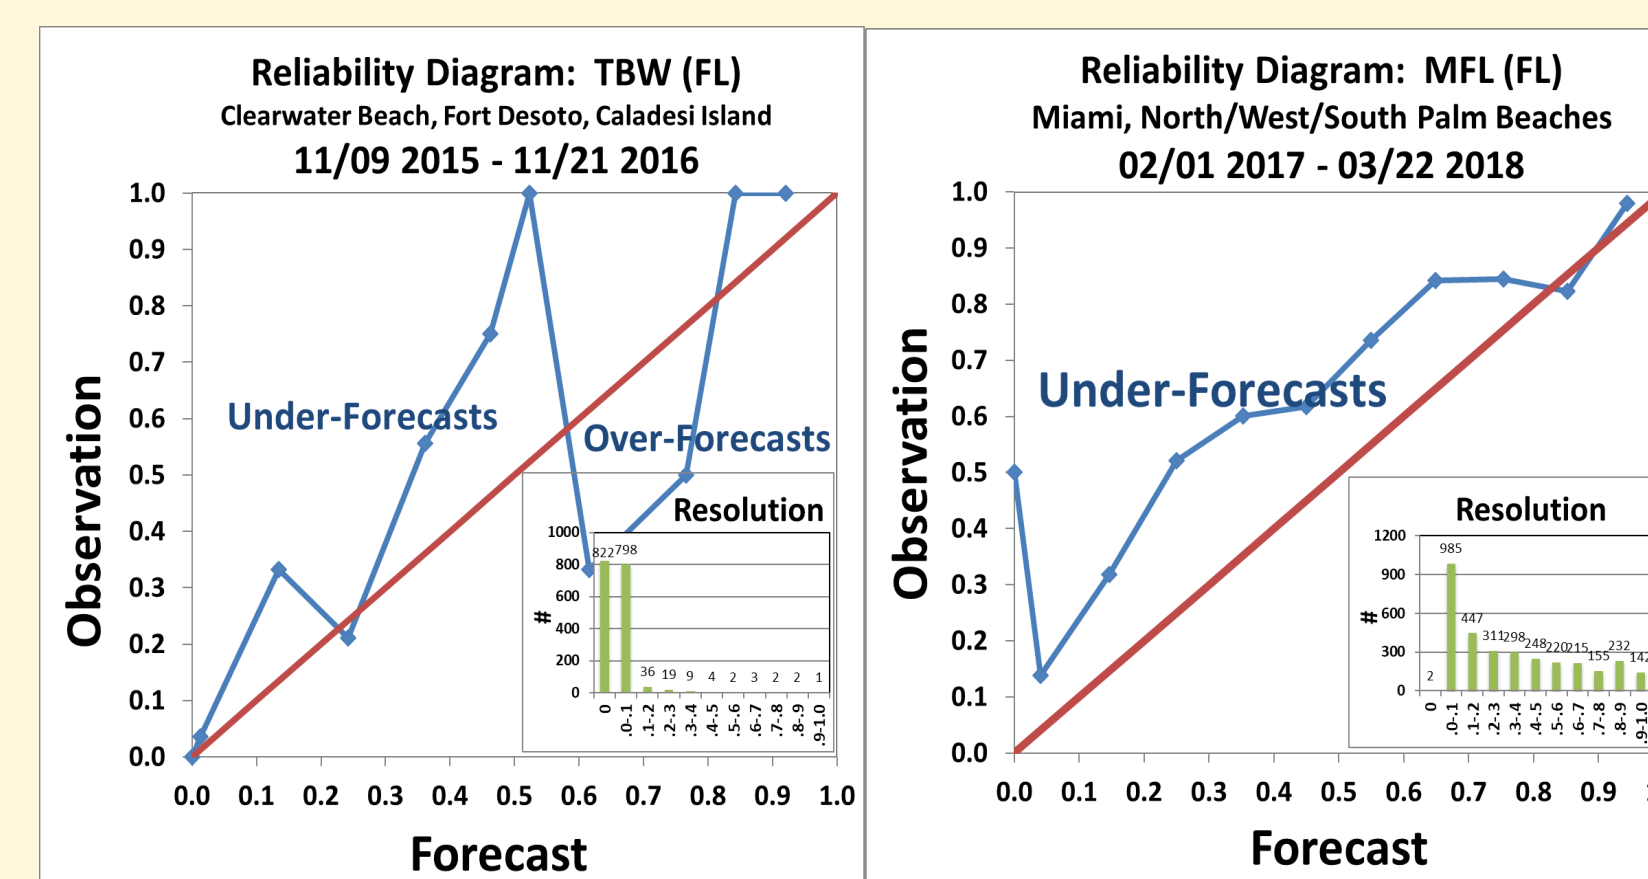 Reliability Diagram: TBW (FL)
Clearwater Beach, Fort Desoto, Caladesi Island
11/09 2015 - 11/21 2016
1.0
0.9
0.8
0.7
0.6
0.5
0.4
0.3
0.2
0.1
0.0
Observation
Under-Forecasts
Over-Forecasts
Resolution
1000
800
600
400
200
0
#
822 798 36 19 9 4 2 3 2 2 1
0 .0-.1 .1-.2 .2-.3 .3-.4 .4-.5 .5-.6 .6-.7 .7-.8 .8-.9 .9-1.0
0.0 0.1 0.2 0.3 0.4 0.5 0.6 0.7 0.8 0.9 1.0
Forecast
Reliability Diagram: MFL (FL)
Miami, North/West/South Palm Beaches
02/01 2017 - 03/22 2018
1.0
0.9
0.8
0.7
0.6
0.5
0.4
0.3
0.2
0.1
0.0
Observation
Under-Forecasts
Resolution
1200
900
600
300
0
#
2 985 447 311 298 248 220 215 155 232 142
0 .0-.1 .1-.2 .2-.3 .3-.4 .4-.5 .5-.6 .6-.7 .7-.8 .8-.9 .9-1.0
0.0 0.1 0.2 0.3 0.4 0.5 0.6 0.7 0.8 0.9
Forecast